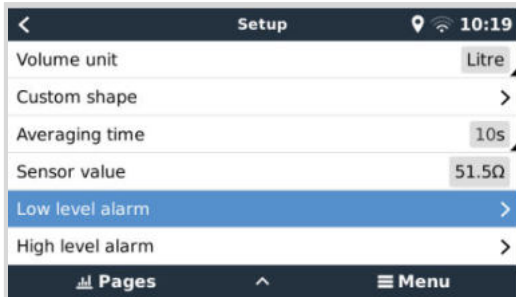 Setup 10:19
Volume unit Litre
Custom shape
Averaging time 10s
Sensor value 51.5Ω
Low level alarm
High level alarm
Pages Menu